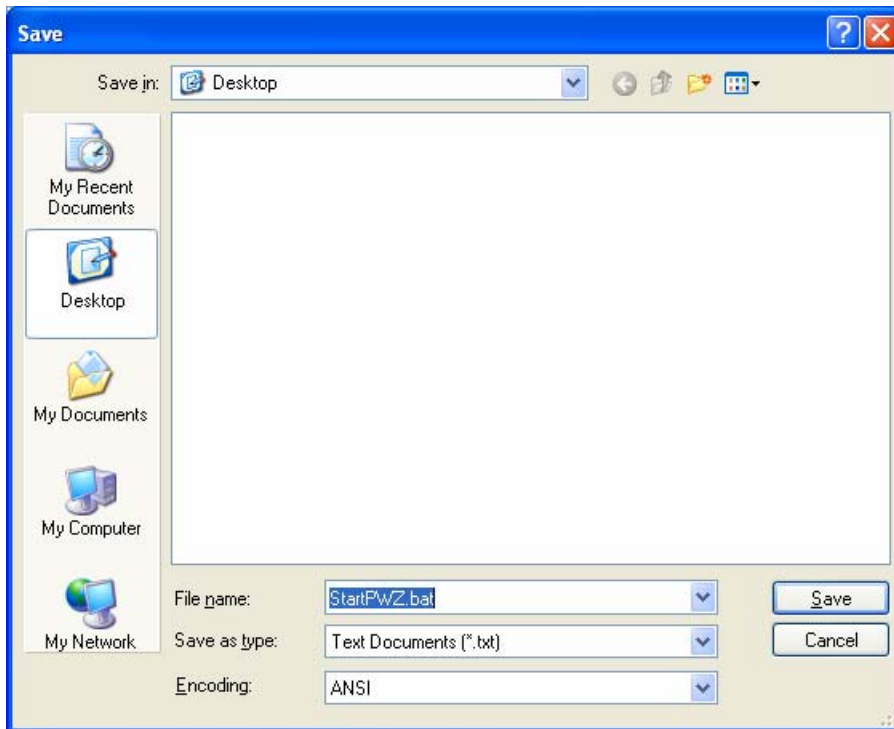 Save
Save in:
Desktop
My Recent
Documents
Desktop
My Documents
My Computer
My Network
File name:
StartPWZ.bat
Save
Save as type:
Text Documents (*.txt)
Cancel
Encoding:
ANSI